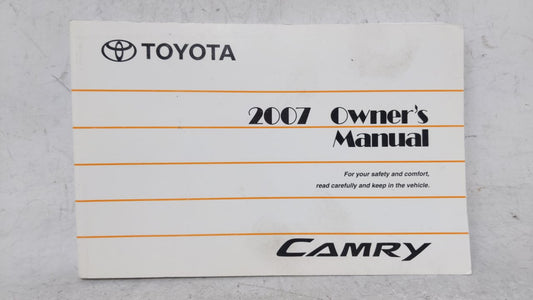 TOYOTA
2007 Owner's
Manual
For your safety and comfort,
read carefully and keep in the vehicle.
CAMRY